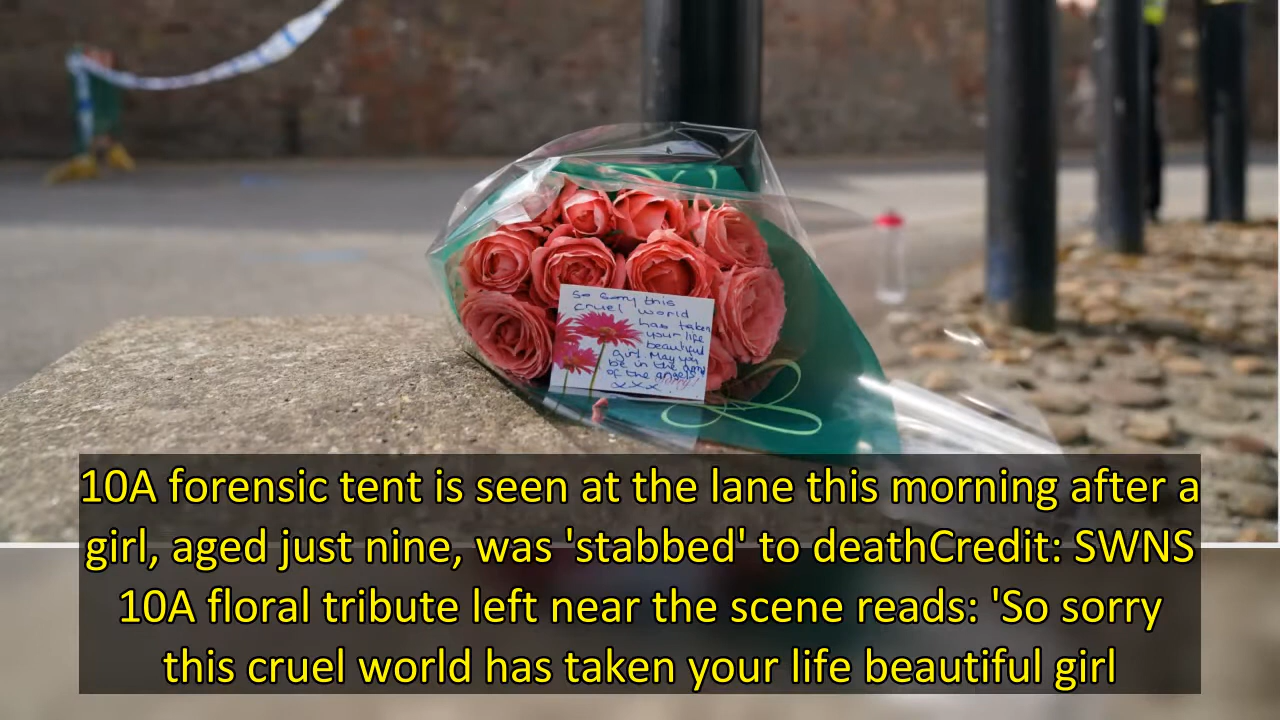 So sorry this
cruel world
has taken
your life
beautiful
girl. May you
be in the arms
of the angels
xxx
10A forensic tent is seen at the lane this morning after a
girl, aged just nine, was 'stabbed' to deathCredit: SWNS
10A floral tribute left near the scene reads: 'So sorry
this cruel world has taken your life beautiful girl